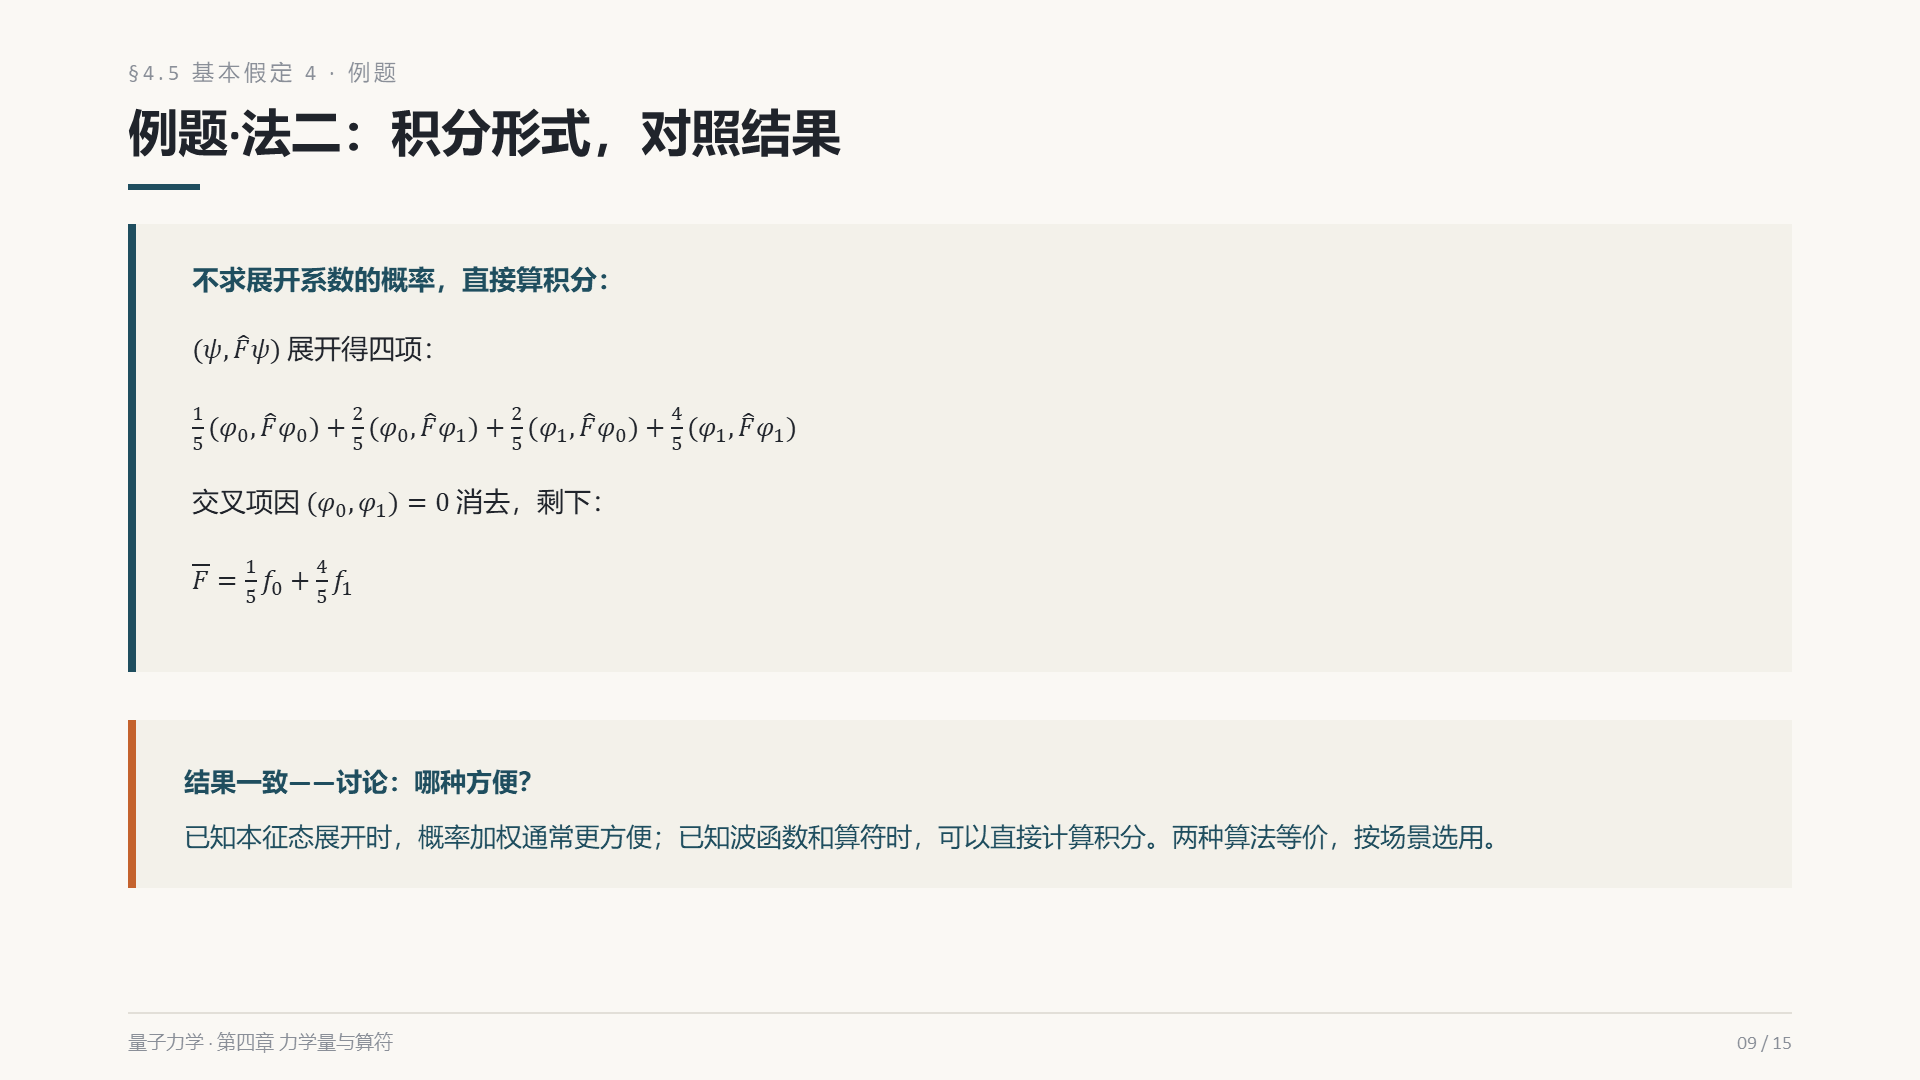 §4.5 基本假定 4 · 例题
例题·法二：积分形式，对照结果
不求展开系数的概率，直接算积分：
(ψ, F̂ψ) 展开得四项：
1/5(φ₀, F̂φ₀) + 2/5(φ₀, F̂φ₁) + 2/5(φ₁, F̂φ₀) + 4/5(φ₁, F̂φ₁)
交叉项因 (φ₀, φ₁) = 0 消去，剩下：
F̅ = 1/5 f₀ + 4/5 f₁
结果一致——讨论：哪种方便？
已知本征态展开时，概率加权通常更方便；已知波函数和算符时，可以直接计算积分。两种算法等价，按场景选用。
量子力学 · 第四章 力学量与算符
09 / 15